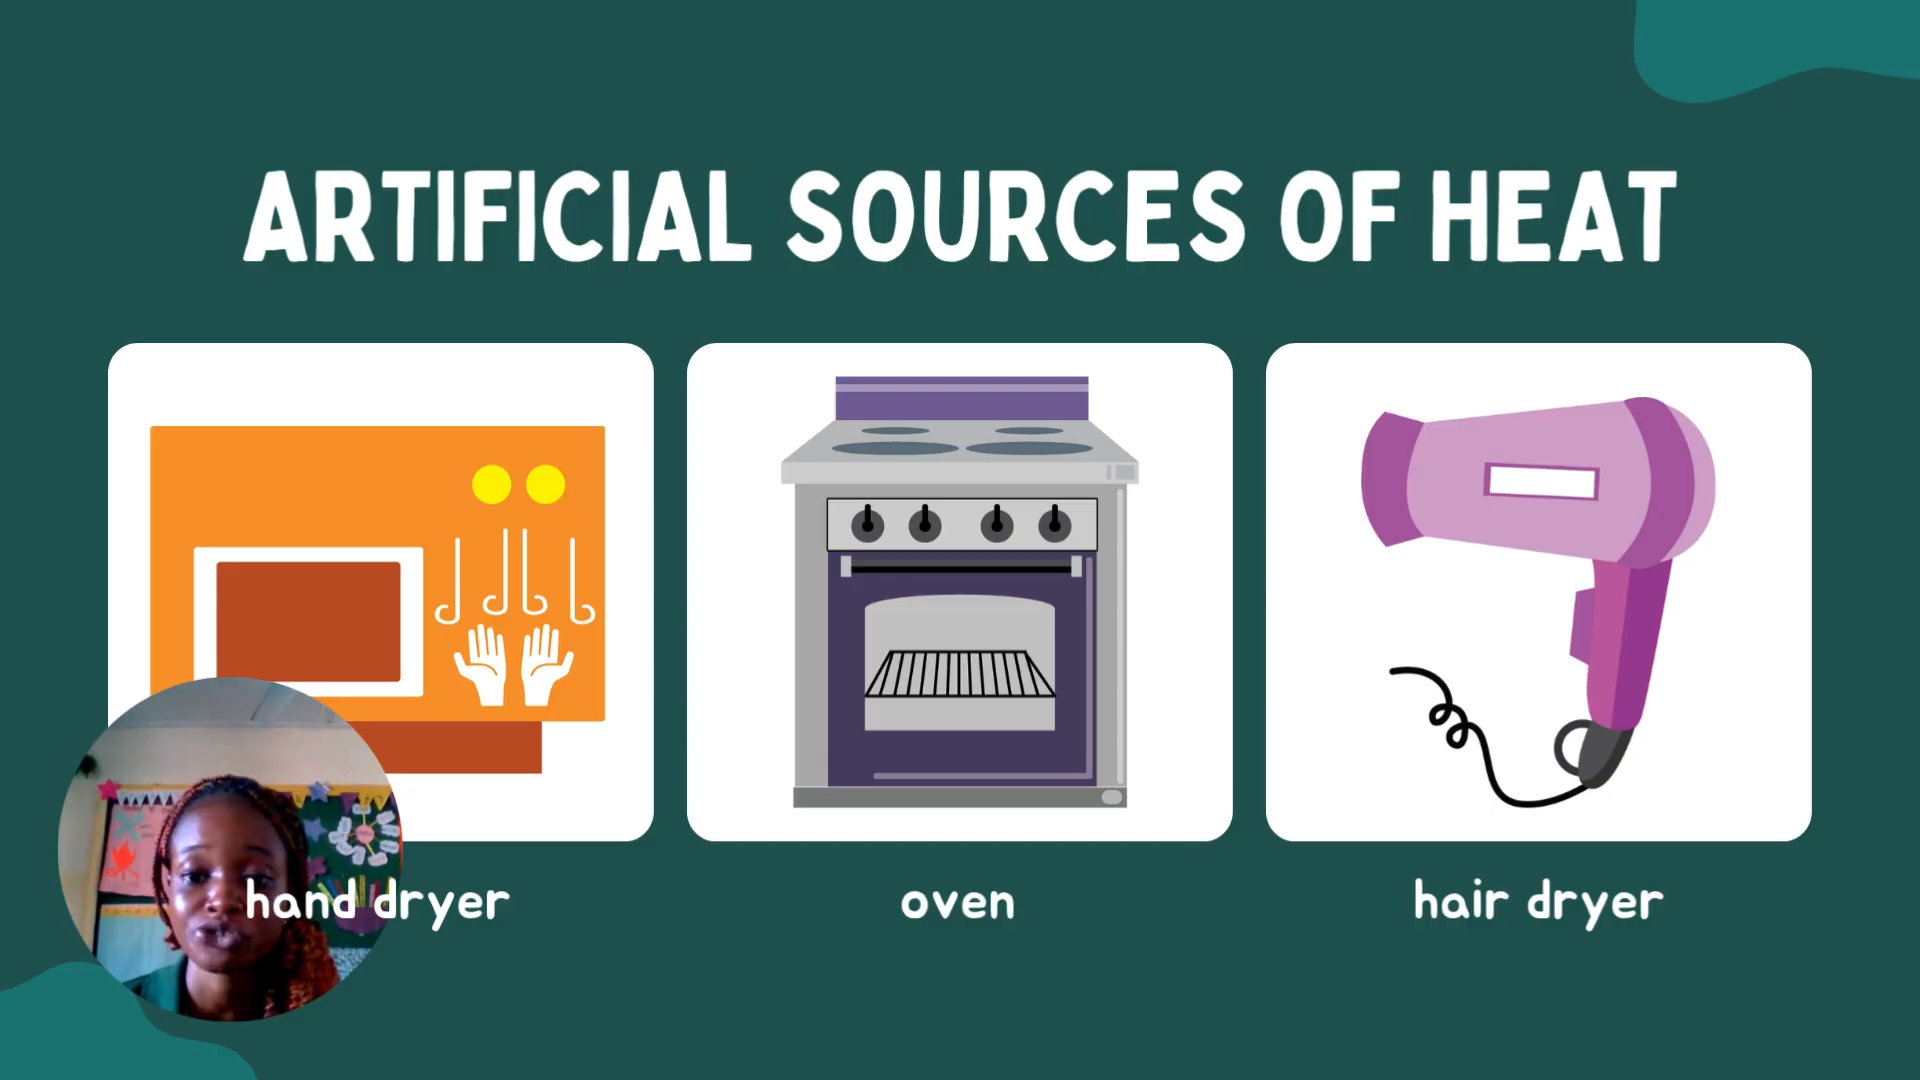 ARTIFICIAL SOURCES OF HEAT
hand dryer
oven
hair dryer